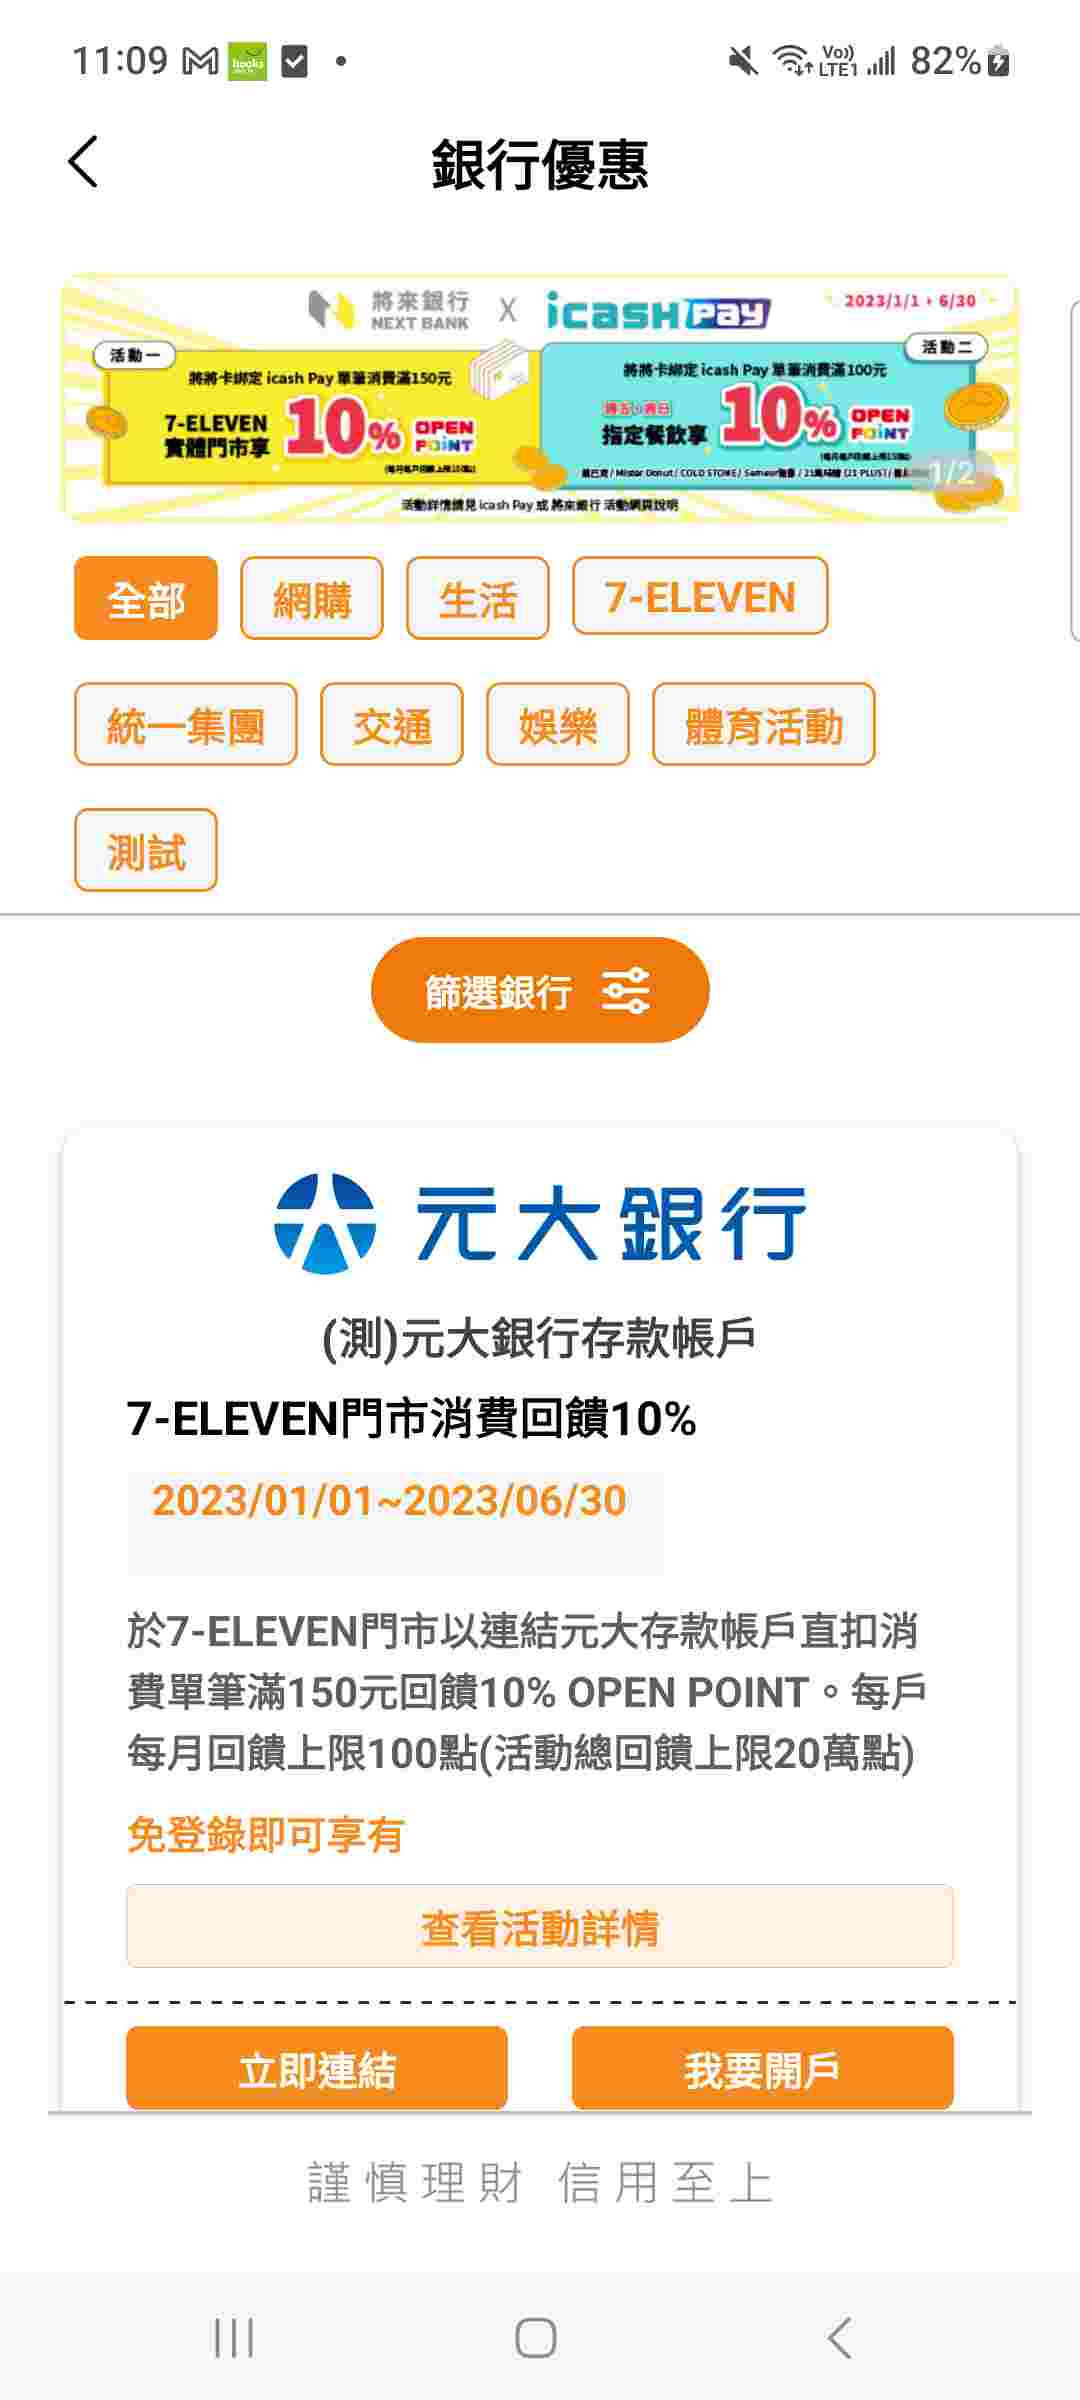 11:09
Vo))
LTE1
82%
銀行優惠
將來銀行
NEXT BANK
X
icash Pay
2023/1/1 - 6/30
活動一
將將卡綁定 icash Pay 單筆消費滿150元
7-ELEVEN
實體門市享
10%
OPEN POINT
活動二
將將卡綁定 icash Pay 單筆消費滿100元
週五、週日
指定餐飲享
10%
OPEN POINT
/ Mister Donut / COLD STONE /
1/2
活動詳情請見 icash Pay 或 將來銀行 活動網頁說明
全部
網購
生活
7-ELEVEN
統一集團
交通
娛樂
體育活動
測試
篩選銀行
元大銀行
(測)元大銀行存款帳戶
7-ELEVEN門市消費回饋10%
2023/01/01~2023/06/30
於7-ELEVEN門市以連結元大存款帳戶直扣消
費單筆滿150元回饋10% OPEN POINT。每戶
每月回饋上限100點(活動總回饋上限20萬點)
免登錄即可享有
查看活動詳情
立即連結
我要開戶
謹慎理財 信用至上